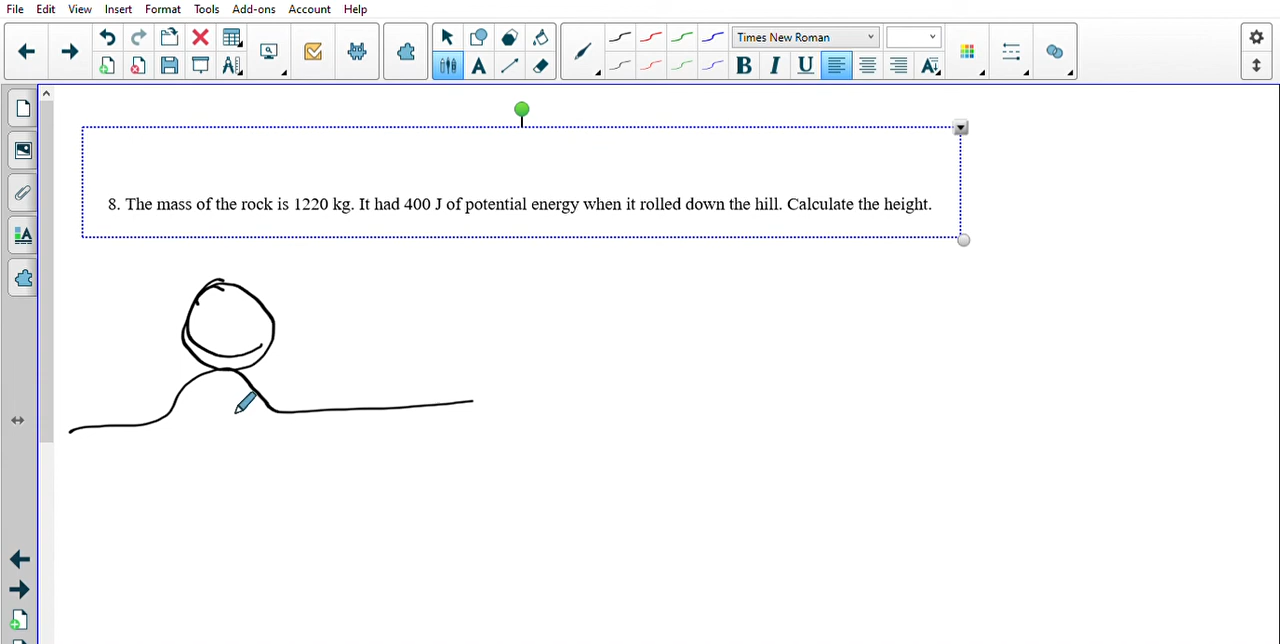 File Edit View Insert Format Tools Add-ons Account Help
Times New Roman
B I U
8. The mass of the rock is 1220 kg. It had 400 J of potential energy when it rolled down the hill. Calculate the height.